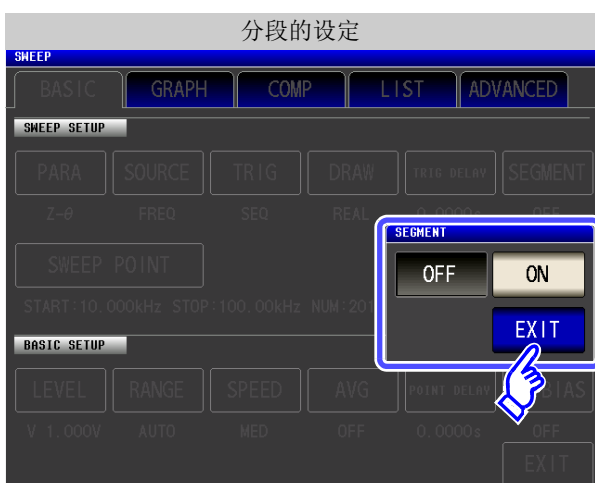 分段的设定
SWEEP
BASIC GRAPH COMP LIST ADVANCED
SWEEP SETUP
PARA SOURCE TRIG DRAW TRIG DELAY SEGMENT
Z-θ FREQ SEQ REAL 0.0000s OFF
SEGMENT
OFF ON
SWEEP POINT
START:10.000kHz STOP:100.00kHz NUM:201
EXIT
BASIC SETUP
LEVEL RANGE SPEED AVG POINT DELAY BIAS
V 1.000V AUTO MED OFF 0.0000s OFF
EXIT